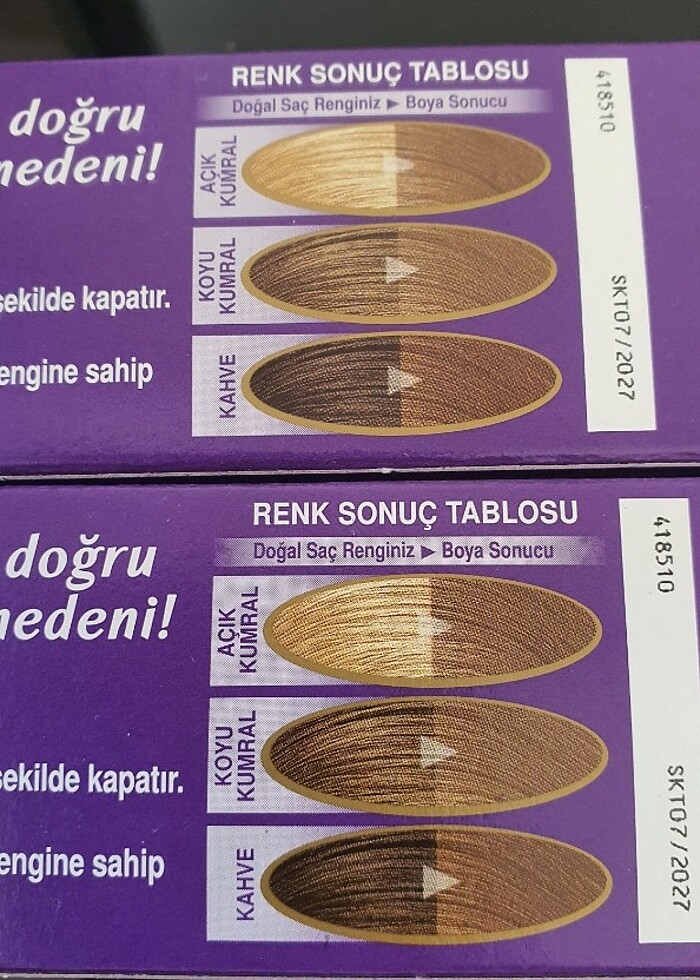 doğru
nedeni!
şekilde kapatır.
engine sahip
RENK SONUÇ TABLOSU
Doğal Saç Renginiz ► Boya Sonucu
AÇIK
KUMRAL
KOYU
KUMRAL
KAHVE
418510
SKT07/2027
doğru
nedeni!
şekilde kapatır.
engine sahip
RENK SONUÇ TABLOSU
Doğal Saç Renginiz ► Boya Sonucu
AÇIK
KUMRAL
KOYU
KUMRAL
KAHVE
418510
SKT07/2027